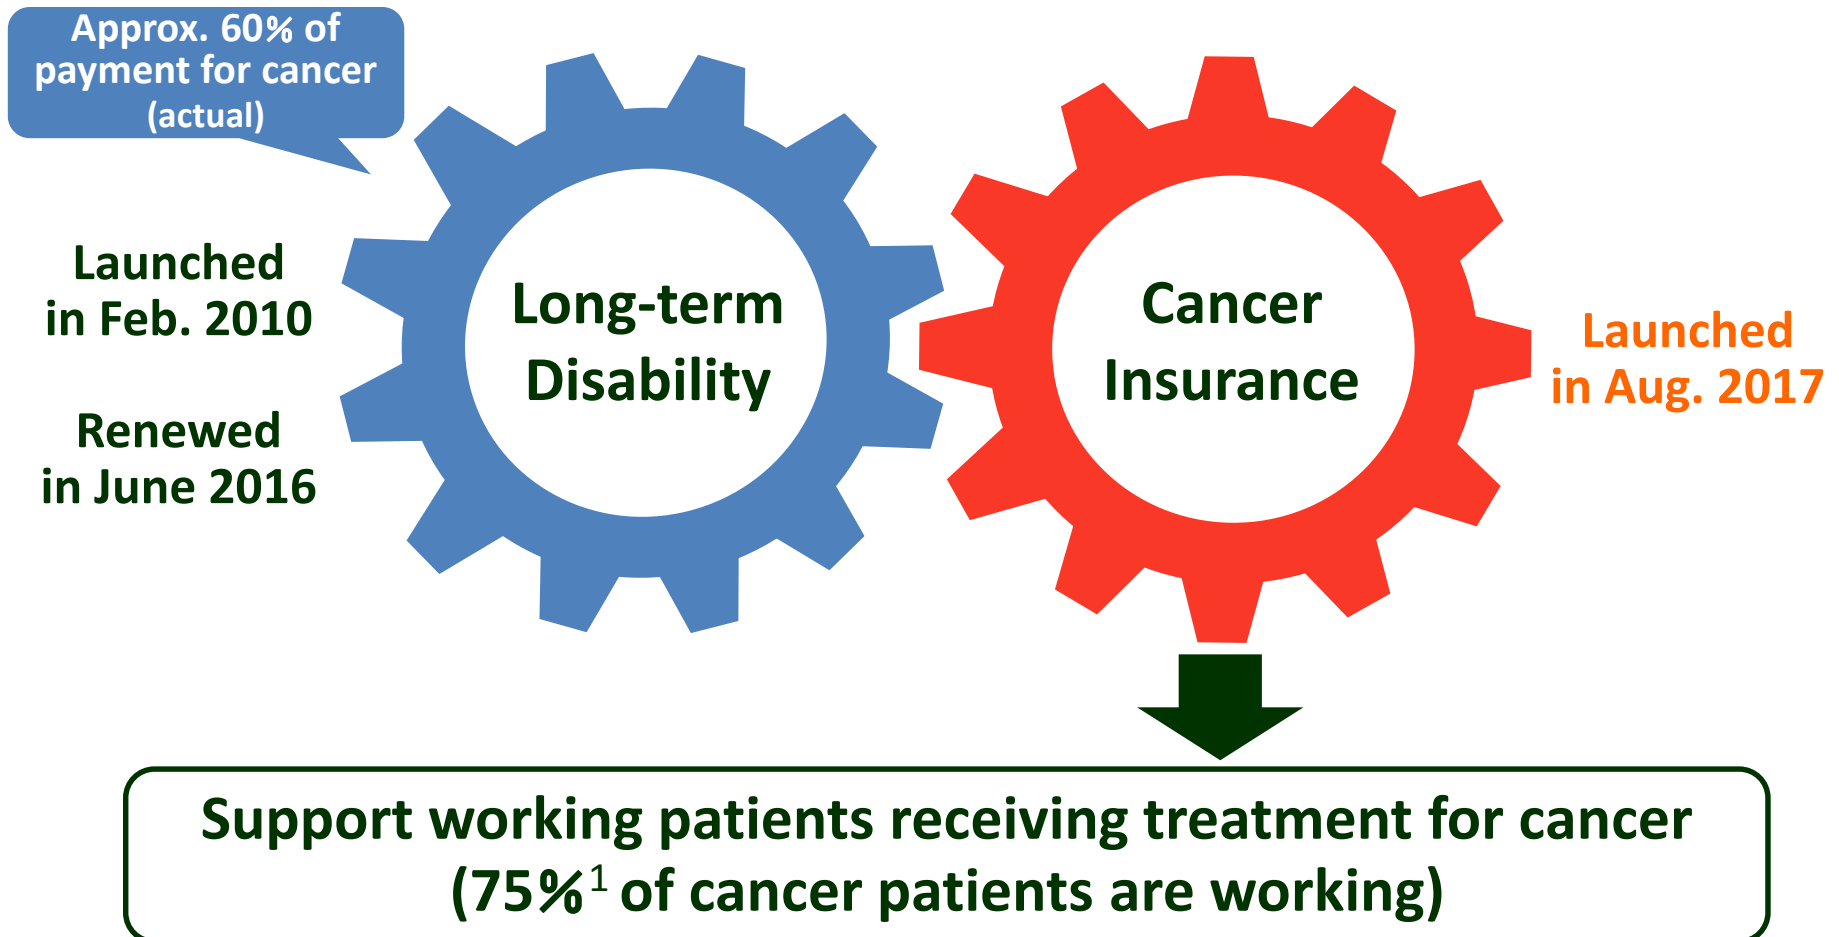 Approx. 60% of
payment for cancer
(actual)
Launched
in Feb. 2010
Renewed
in June 2016
Long-term
Disability
Cancer
Insurance
Launched
in Aug. 2017
Support working patients receiving treatment for cancer
(75%¹ of cancer patients are working)